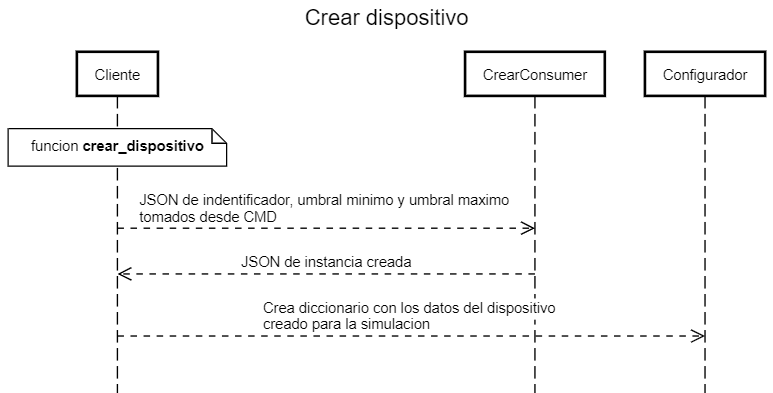 Crear dispositivo
Cliente
CrearConsumer
Configurador
funcion crear_dispositivo
JSON de indentificador, umbral minimo y umbral maximo
tomados desde CMD
JSON de instancia creada
Crea diccionario con los datos del dispositivo
creado para la simulacion